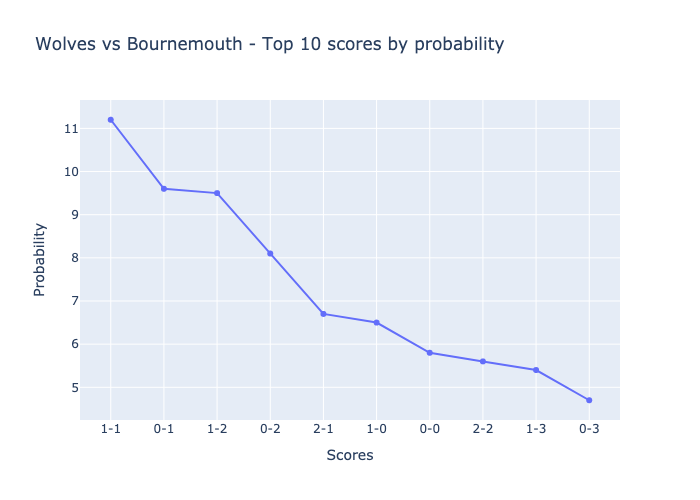 Wolves vs Bournemouth - Top 10 scores by probability
11
10
9
8
7
6
5
Probability
1-1 0-1 1-2 0-2 2-1 1-0 0-0 2-2 1-3 0-3
Scores